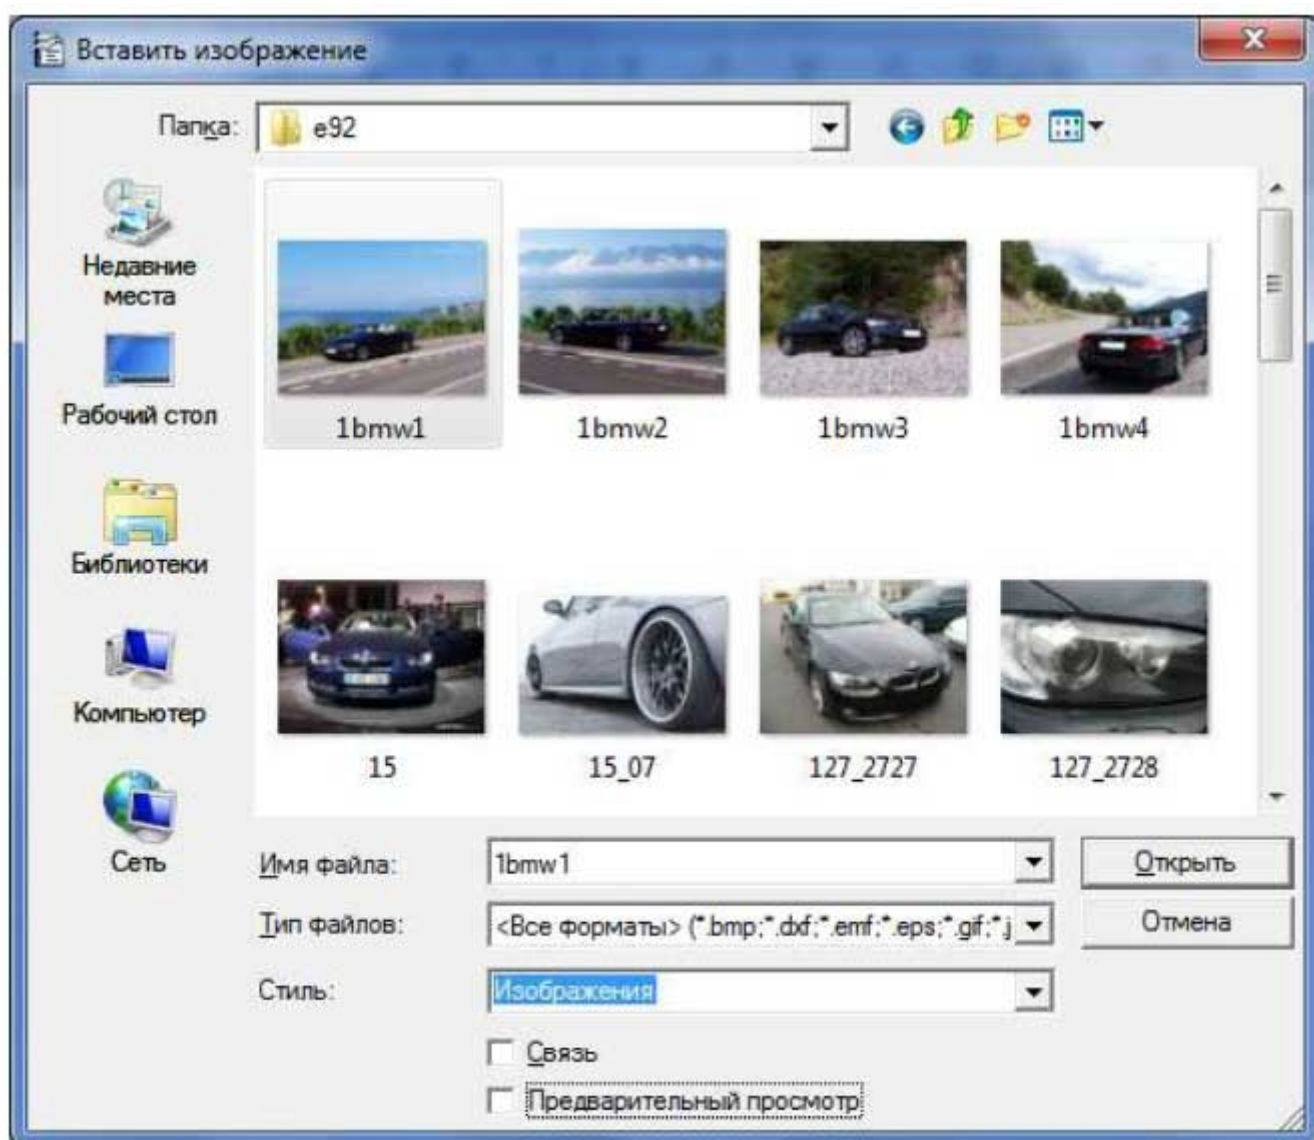 Вставить изображение
Папка:
e92
Недавние
места
Рабочий стол
Библиотеки
Компьютер
Сеть
1bmw1
1bmw2
1bmw3
1bmw4
15
15_07
127_2727
127_2728
Имя файла:
1bmw1
Открыть
Тип файлов:
<Все форматы> (*.bmp;*.dxf;*.emf;*.eps;*.gif;*.j
Отмена
Стиль:
Изображения
Связь
Предварительный просмотр